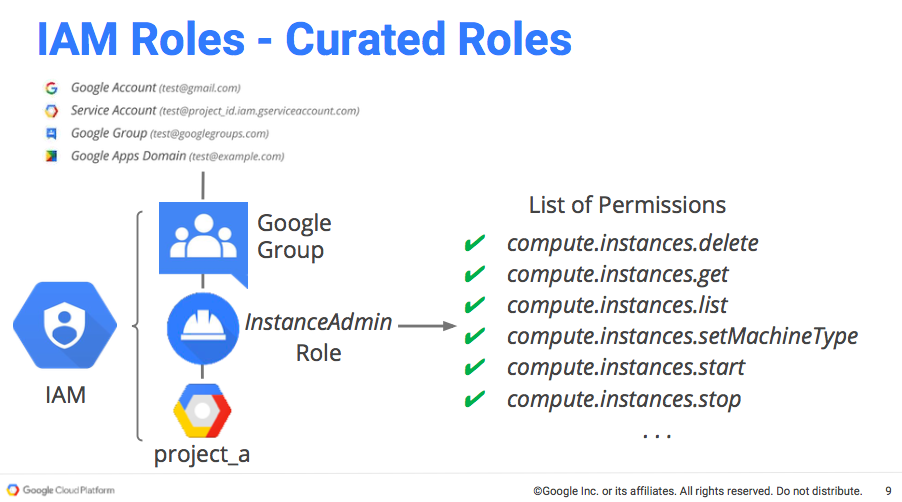 IAM Roles - Curated Roles
Google Account (test@gmail.com)
Service Account (test@project_id.iam.gserviceaccount.com)
Google Group (test@googlegroups.com)
Google Apps Domain (test@example.com)
Google
Group
InstanceAdmin
Role
IAM
project_a
List of Permissions
✔ compute.instances.delete
✔ compute.instances.get
✔ compute.instances.list
✔ compute.instances.setMachineType
✔ compute.instances.start
✔ compute.instances.stop
. . .
Google Cloud Platform
©Google Inc. or its affiliates. All rights reserved. Do not distribute.
9